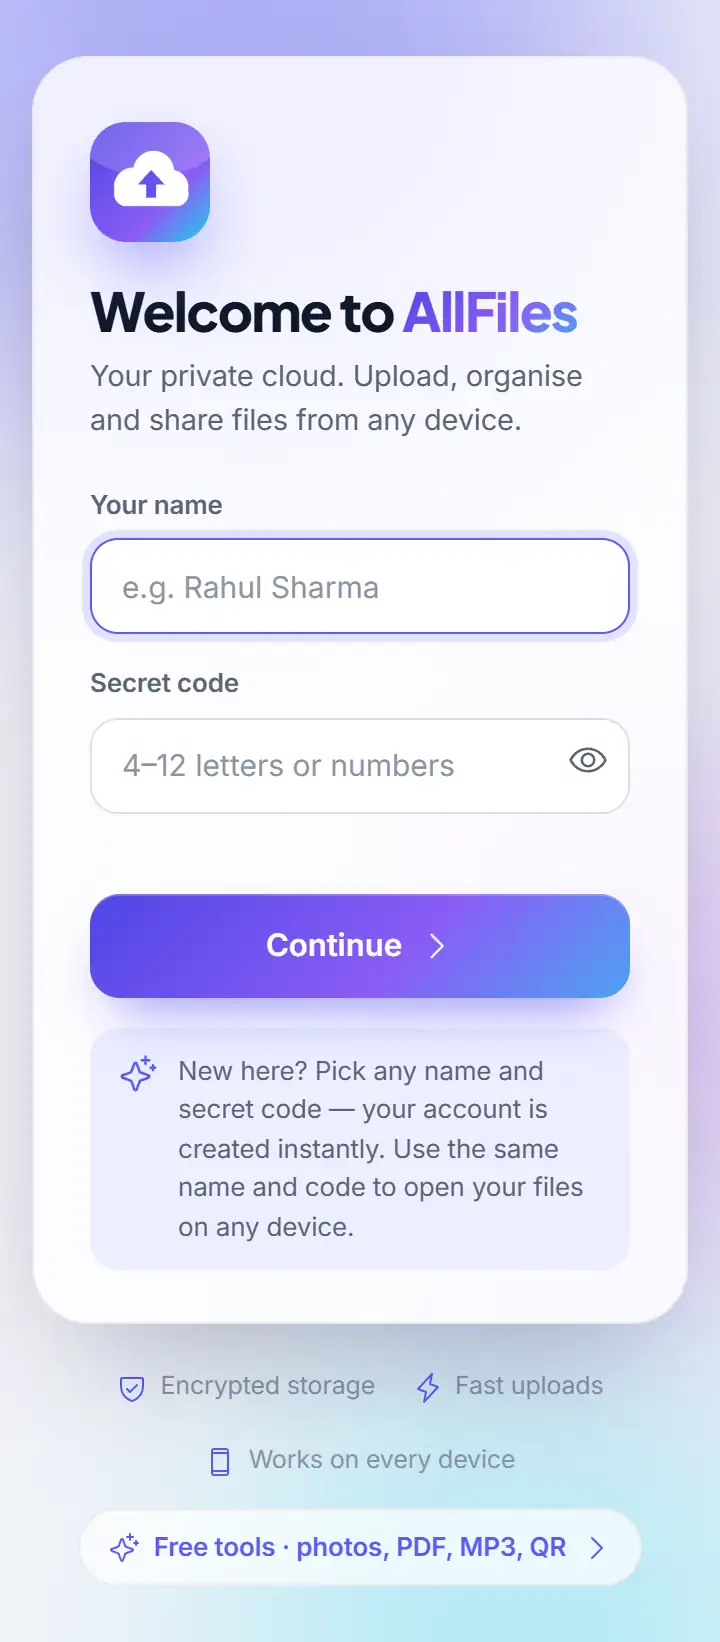 Welcome to AllFiles
Your private cloud. Upload, organise
and share files from any device.
Your name
e.g. Rahul Sharma
Secret code
4–12 letters or numbers
Continue
New here? Pick any name and
secret code — your account is
created instantly. Use the same
name and code to open your files
on any device.
Encrypted storage
Fast uploads
Works on every device
Free tools · photos, PDF, MP3, QR